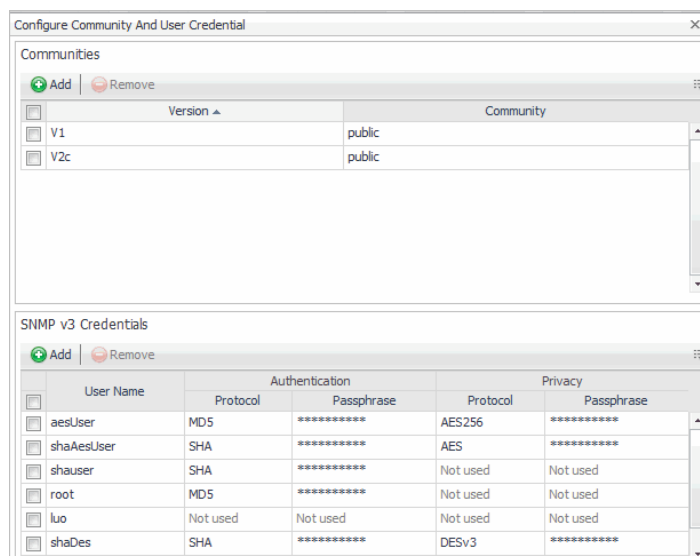 Configure Community And User Credential
Communities
Add Remove
Version Community
V1 public
V2c public
SNMP v3 Credentials
Add Remove
User Name Authentication Privacy
Protocol Passphrase Protocol Passphrase
aesUser MD5 ********** AES256 **********
shaAesUser SHA ********** AES **********
shauser SHA ********** Not used Not used
root MD5 ********** Not used Not used
luo Not used Not used Not used Not used
shaDes SHA ********** DESv3 **********